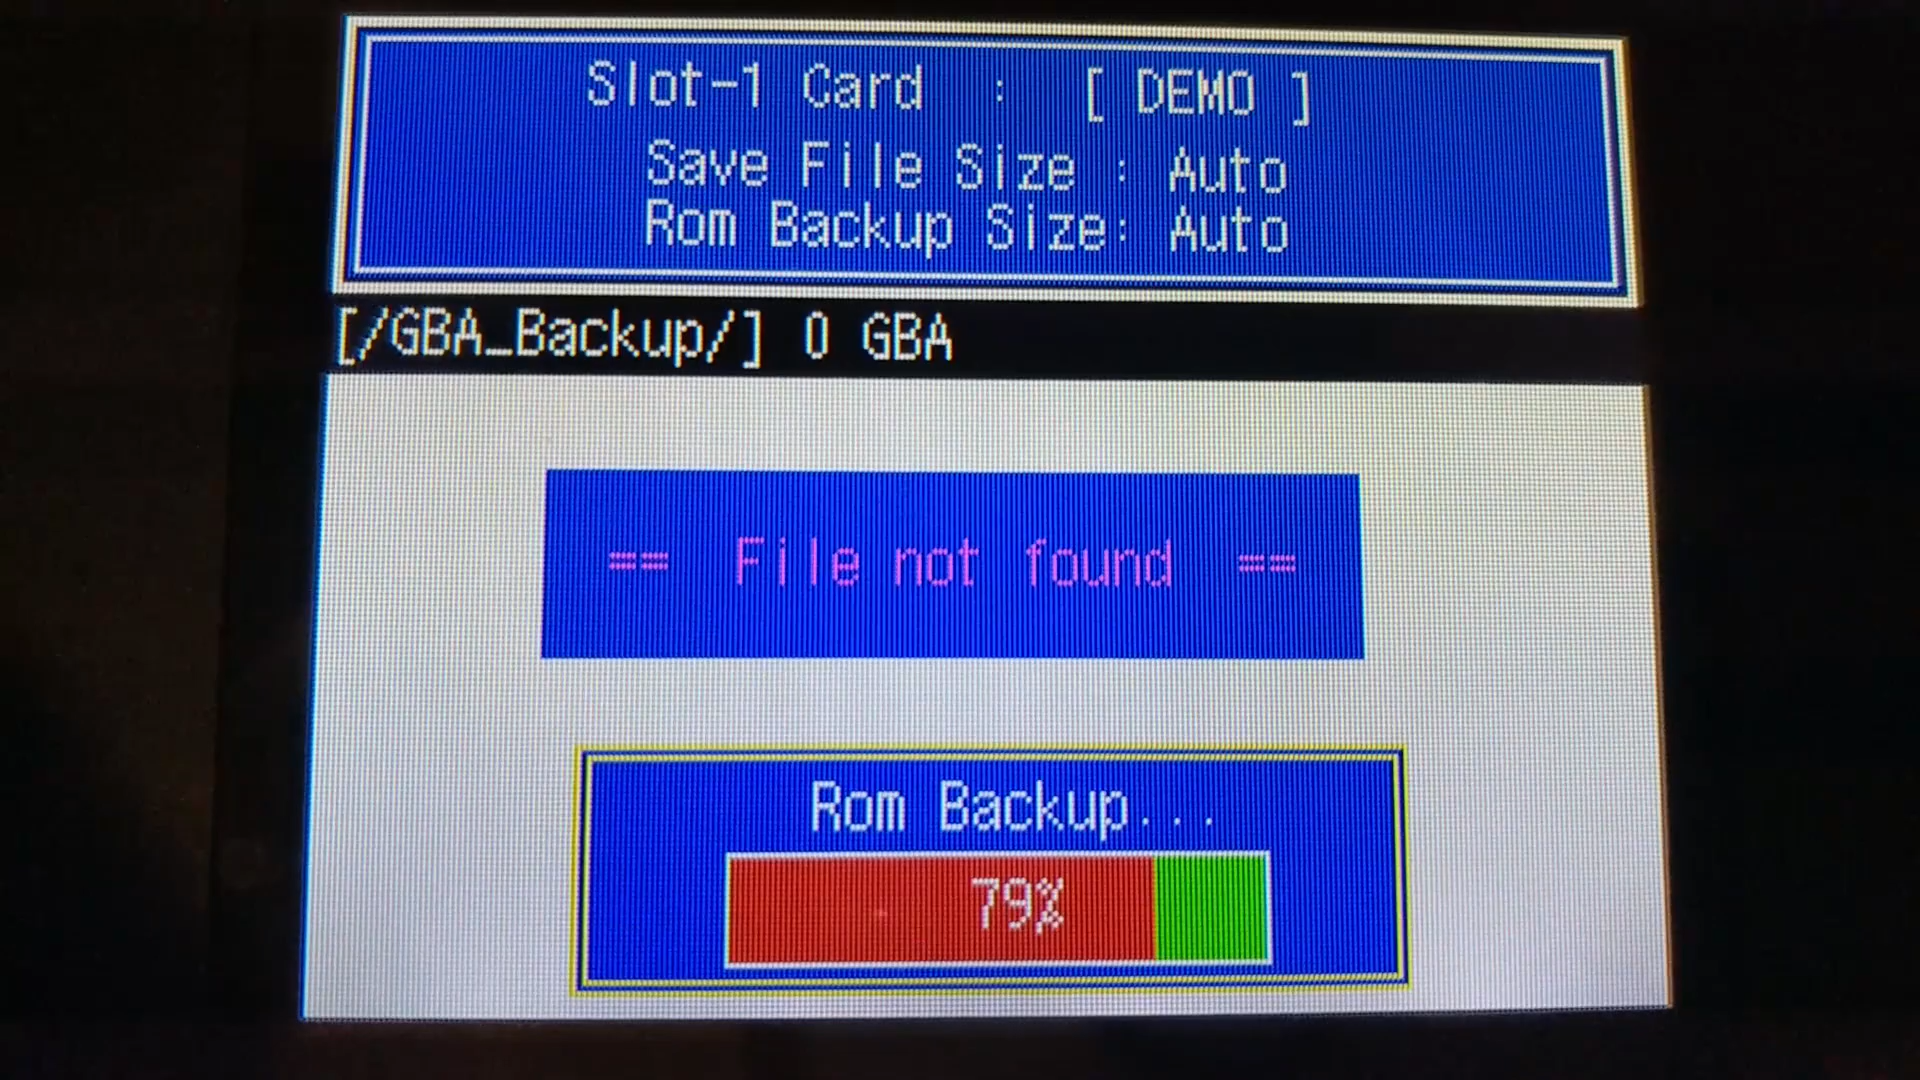 Slot-1 Card : [ DEMO ]
Save File Size : Auto
Rom Backup Size: Auto
[/GBA_Backup/] 0 GBA
== File not found ==
Rom Backup...
79%